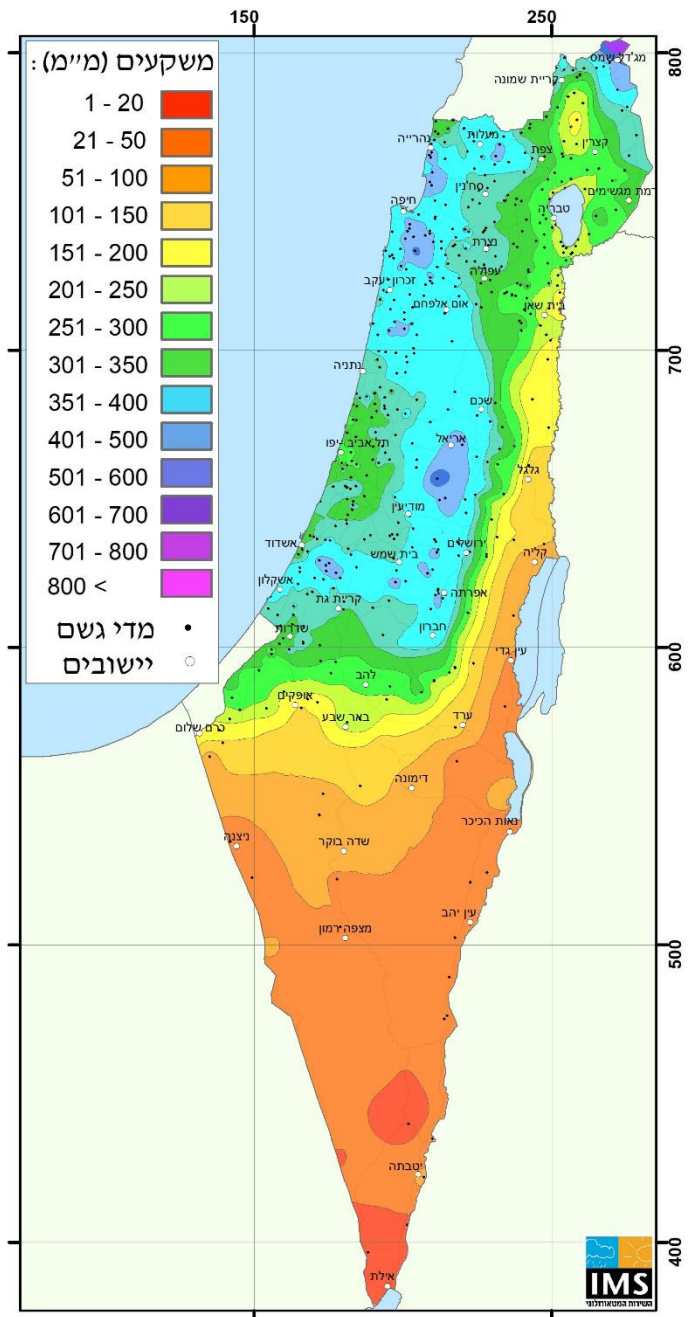 150 250
משקעים (מ״מ):
1 - 20
21 - 50
51 - 100
101 - 150
151 - 200
201 - 250
251 - 300
301 - 350
351 - 400
401 - 500
501 - 600
601 - 700
701 - 800
800 <
מדי גשם
יישובים
800
מג'דל שמס
קריית שמונה
מעלות
נהרייה
קצרין
צפת
סח'נין
רמת מגשימים
חיפה
טבריה
נצרת
עפולה
זכרון יעקב
אום אלפחם
בית שאן
700
נתניה
שכם
אריאל
תל אביב -יפו
גלגל
מודיעין
אשדוד
ירושלים
בית שמש
קליה
אשקלון
אפרתה
קריית גת
חברון
שדרות
600
עין גדי
להב
אופקים
ערד
באר שבע
כרם שלום
דימונה
נאות הכיכר
ניצנה
שדה בוקר
עין יהב
מצפה רמון
500
יטבתה
400
אילת
IMS
השירות המטאורולוגי